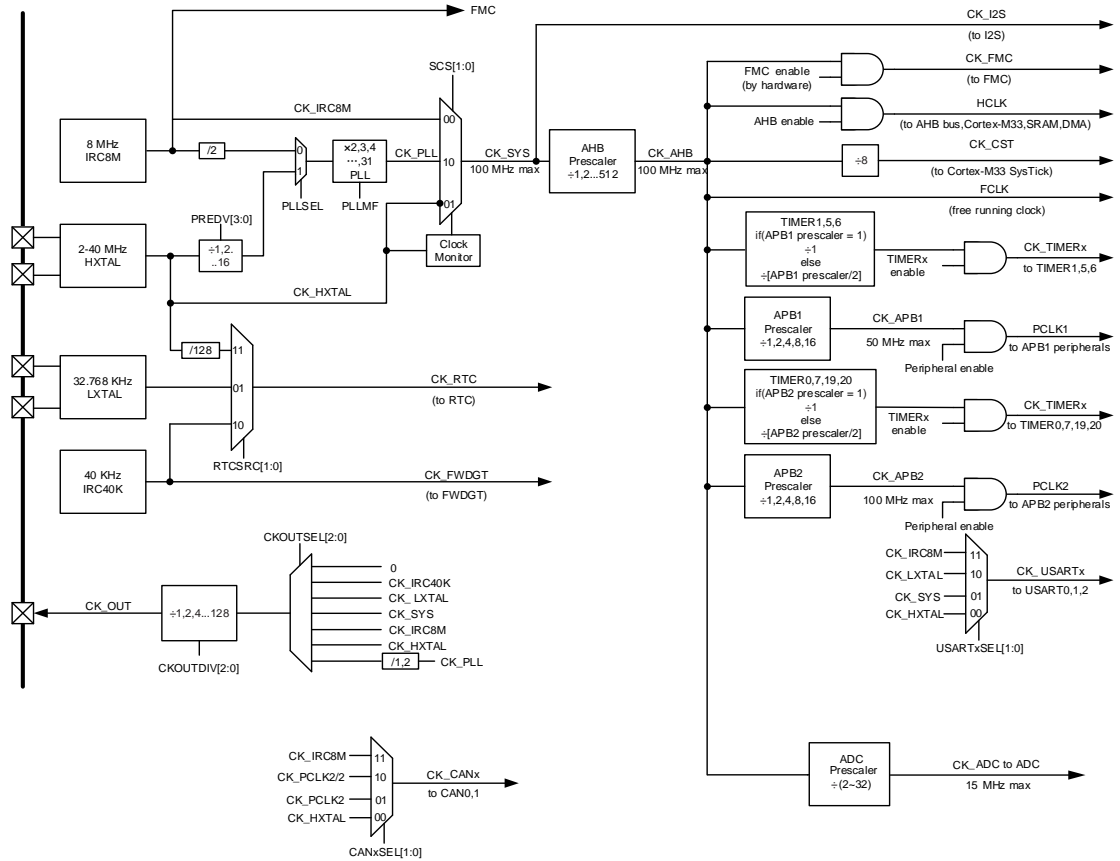 FMC
CK_I2S
(to I2S)
SCS[1:0]
FMC enable
(by hardware)
CK_FMC
(to FMC)
CK_IRC8M
00
HCLK
AHB enable
(to AHB bus,Cortex-M33,SRAM,DMA)
8 MHz
IRC8M
/2
0
1
PLLSEL
×2,3,4
…,31
PLL
PLLMF
CK_PLL
10
01
CK_SYS
100 MHz max
AHB
Prescaler
÷1,2...512
CK_AHB
100 MHz max
÷8
CK_CST
(to Cortex-M33 SysTick)
FCLK
(free running clock)
PREDV[3:0]
2-40 MHz
HXTAL
÷1,2.
..16
Clock
Monitor
CK_HXTAL
TIMER1,5,6
if(APB1 prescaler = 1)
÷1
else
÷[APB1 prescaler/2]
TIMERx
enable
CK_TIMERx
to TIMER1,5,6
/128
11
01
10
RTCSRC[1:0]
APB1
Prescaler
÷1,2,4,8,16
CK_APB1
50 MHz max
Peripheral enable
PCLK1
to APB1 peripherals
32.768 KHz
LXTAL
CK_RTC
(to RTC)
TIMER0,7,19,20
if(APB2 prescaler = 1)
÷1
else
÷[APB2 prescaler/2]
TIMERx
enable
CK_TIMERx
to TIMER0,7,19,20
40 KHz
IRC40K
CK_FWDGT
(to FWDGT)
APB2
Prescaler
÷1,2,4,8,16
CK_APB2
100 MHz max
Peripheral enable
PCLK2
to APB2 peripherals
CKOUTSEL[2:0]
0
CK_IRC40K
CK_LXTAL
CK_SYS
CK_IRC8M
CK_HXTAL
/1,2
CK_PLL
CK_OUT
÷1,2,4...128
CKOUTDIV[2:0]
CK_IRC8M
CK_LXTAL
CK_SYS
CK_HXTAL
11
10
01
00
CK_USARTx
to USART0,1,2
USARTxSEL[1:0]
CK_IRC8M
CK_PCLK2/2
CK_PCLK2
CK_HXTAL
11
10
01
00
CK_CANx
to CAN0,1
CANxSEL[1:0]
ADC
Prescaler
÷(2~32)
CK_ADC to ADC
15 MHz max